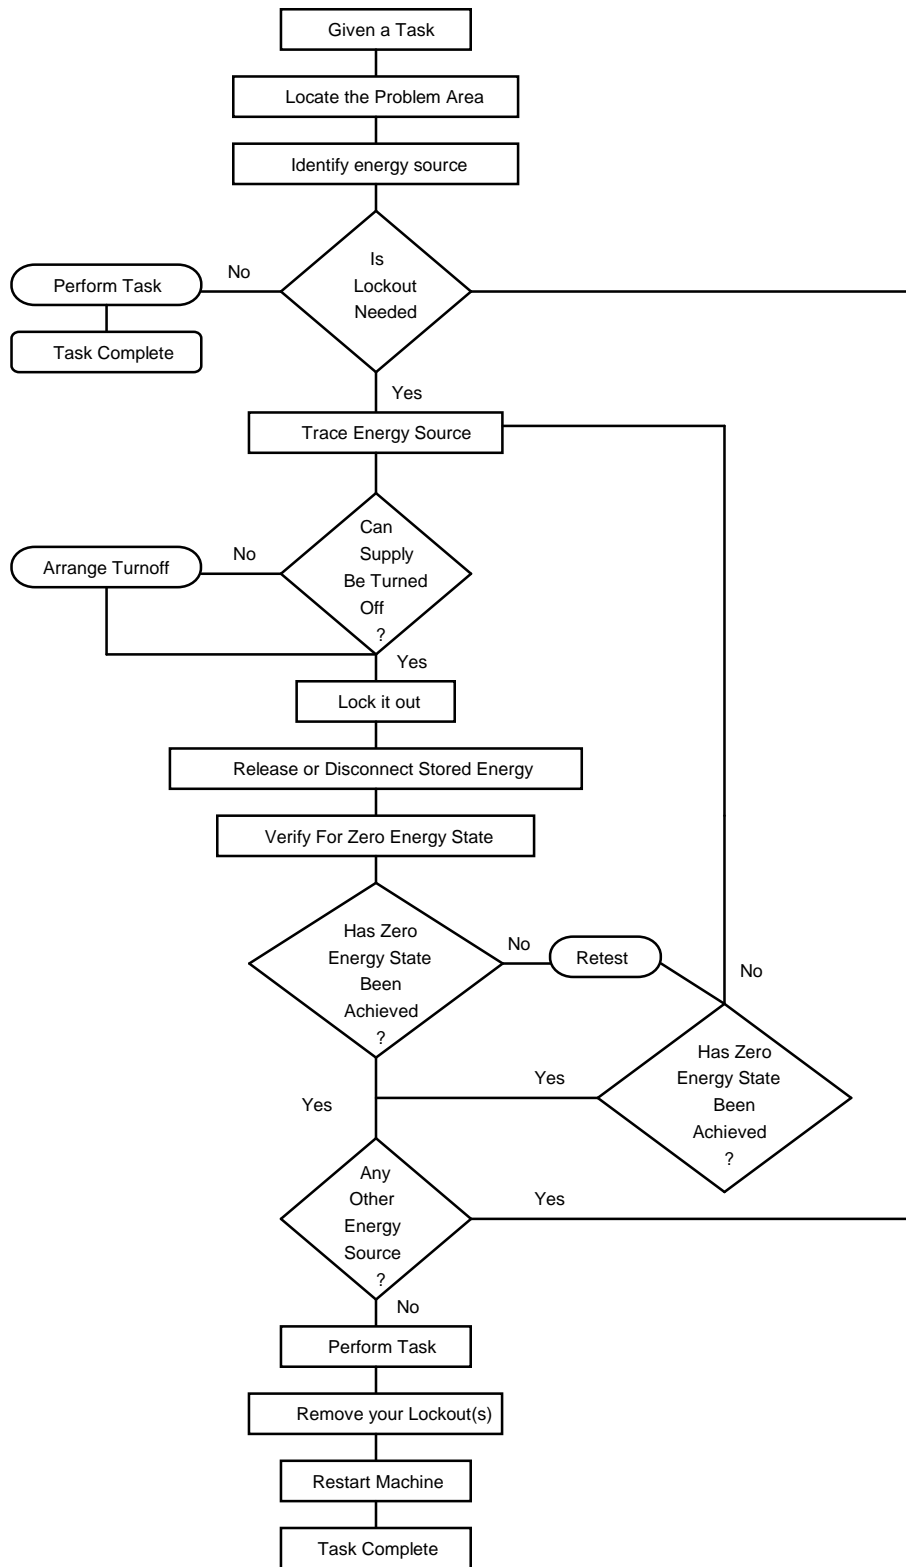 Given a Task
Locate the Problem Area
Identify energy source
Is
Lockout
Needed
No
Perform Task
Task Complete
Yes
Trace Energy Source
Can
Supply
Be Turned
Off
?
No
Arrange Turnoff
Yes
Lock it out
Release or Disconnect Stored Energy
Verify For Zero Energy State
Has Zero
Energy State
Been
Achieved
?
No
Retest
No
Has Zero
Energy State
Been
Achieved
?
Yes
Yes
Any
Other
Energy
Source
?
Yes
No
Perform Task
Remove your Lockout(s)
Restart Machine
Task Complete